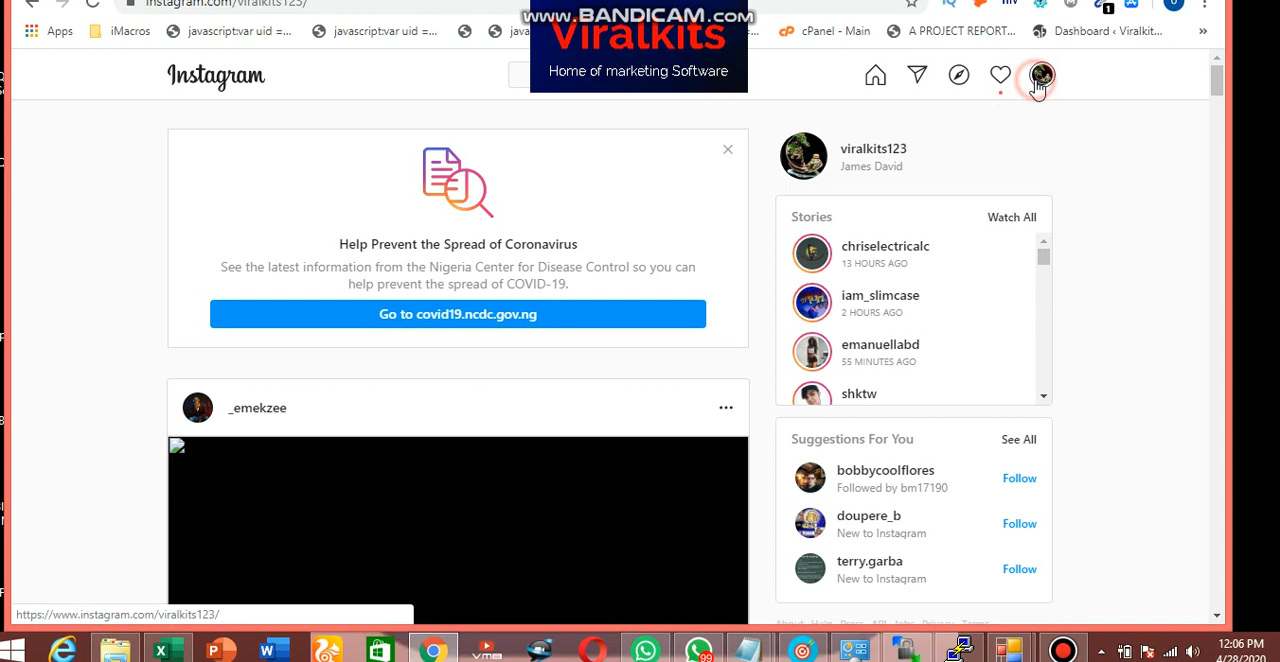 instagram.com/viralkits123/
www.BANDICAM.com
Apps
iMacros
javascript:var uid =...
javascript:var uid =...
cPanel - Main
A PROJECT REPORT...
Dashboard ‹ Viralkit...
»
Viralkits
Home of marketing Software
Instagram
viralkits123
James David
Help Prevent the Spread of Coronavirus
See the latest information from the Nigeria Center for Disease Control so you can
help prevent the spread of COVID-19.
Go to covid19.ncdc.gov.ng
Stories
Watch All
chriselectricalc
13 HOURS AGO
iam_slimcase
2 HOURS AGO
emanuellabd
55 MINUTES AGO
shktw
_emekzee
Suggestions For You
See All
bobbycoolflores
Followed by bm17190
Follow
doupere_b
New to Instagram
Follow
terry.garba
New to Instagram
Follow
https://www.instagram.com/viralkits123/
99
12:06 PM
4/28/2020